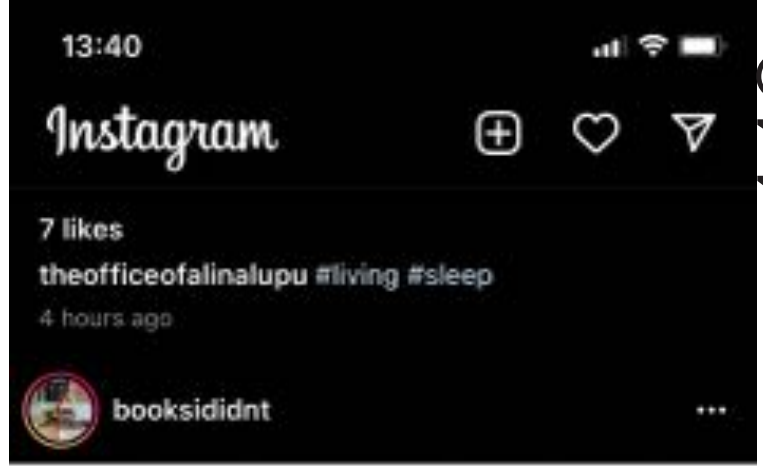 13:40
Instagram
7 likes
theofficeofalinalupu #living #sleep
4 hours ago
booksididnt